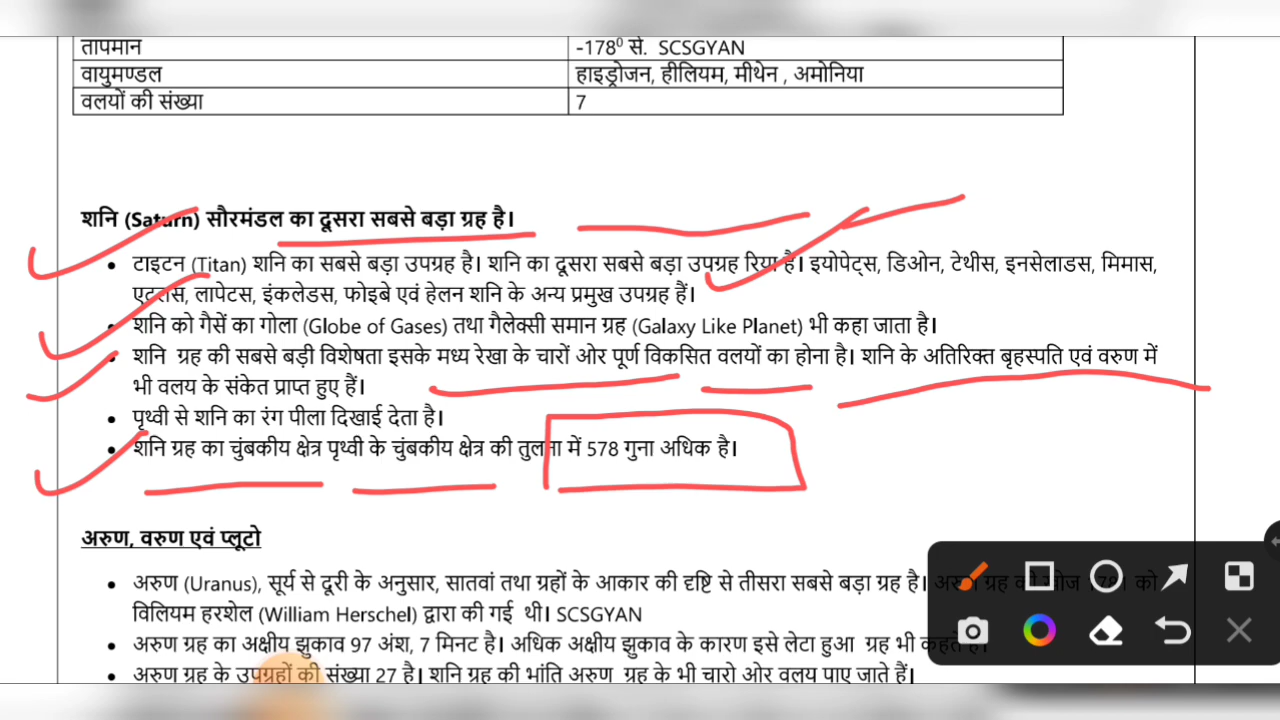 तापमान -178⁰ से. SCSGYAN
वायुमण्डल हाइड्रोजन, हीलियम, मीथेन , अमोनिया
वलयों की संख्या 7
शनि (Saturn) सौरमंडल का दूसरा सबसे बड़ा ग्रह है।
• टाइटन (Titan) शनि का सबसे बड़ा उपग्रह है। शनि का दूसरा सबसे बड़ा उपग्रह रिया है। इयोपेट्स, डिओन, टेथीस, इनसेलाडस, मिमास,
एटलस, लापेटस, इंकलेडस, फोइबे एवं हेलन शनि के अन्य प्रमुख उपग्रह हैं।
• शनि को गैसें का गोला (Globe of Gases) तथा गैलेक्सी समान ग्रह (Galaxy Like Planet) भी कहा जाता है।
• शनि ग्रह की सबसे बड़ी विशेषता इसके मध्य रेखा के चारों ओर पूर्ण विकसित वलयों का होना है। शनि के अतिरिक्त बृहस्पति एवं वरुण में
भी वलय के संकेत प्राप्त हुए हैं।
• पृथ्वी से शनि का रंग पीला दिखाई देता है।
• शनि ग्रह का चुंबकीय क्षेत्र पृथ्वी के चुंबकीय क्षेत्र की तुलना में 578 गुना अधिक है।
अरुण, वरुण एवं प्लूटो
• अरुण (Uranus), सूर्य से दूरी के अनुसार, सातवां तथा ग्रहों के आकार की दृष्टि से तीसरा सबसे बड़ा ग्रह है। को
विलियम हरशेल (William Herschel) द्वारा की गई थी। SCSGYAN
• अरुण ग्रह का अक्षीय झुकाव 97 अंश, 7 मिनट है। अधिक अक्षीय झुकाव के कारण इसे लेटा हुआ ग्रह भी कहते है।
• अरुण ग्रह के उपग्रहों की संख्या 27 है। शनि ग्रह की भांति अरुण ग्रह के भी चारो ओर वलय पाए जाते हैं।